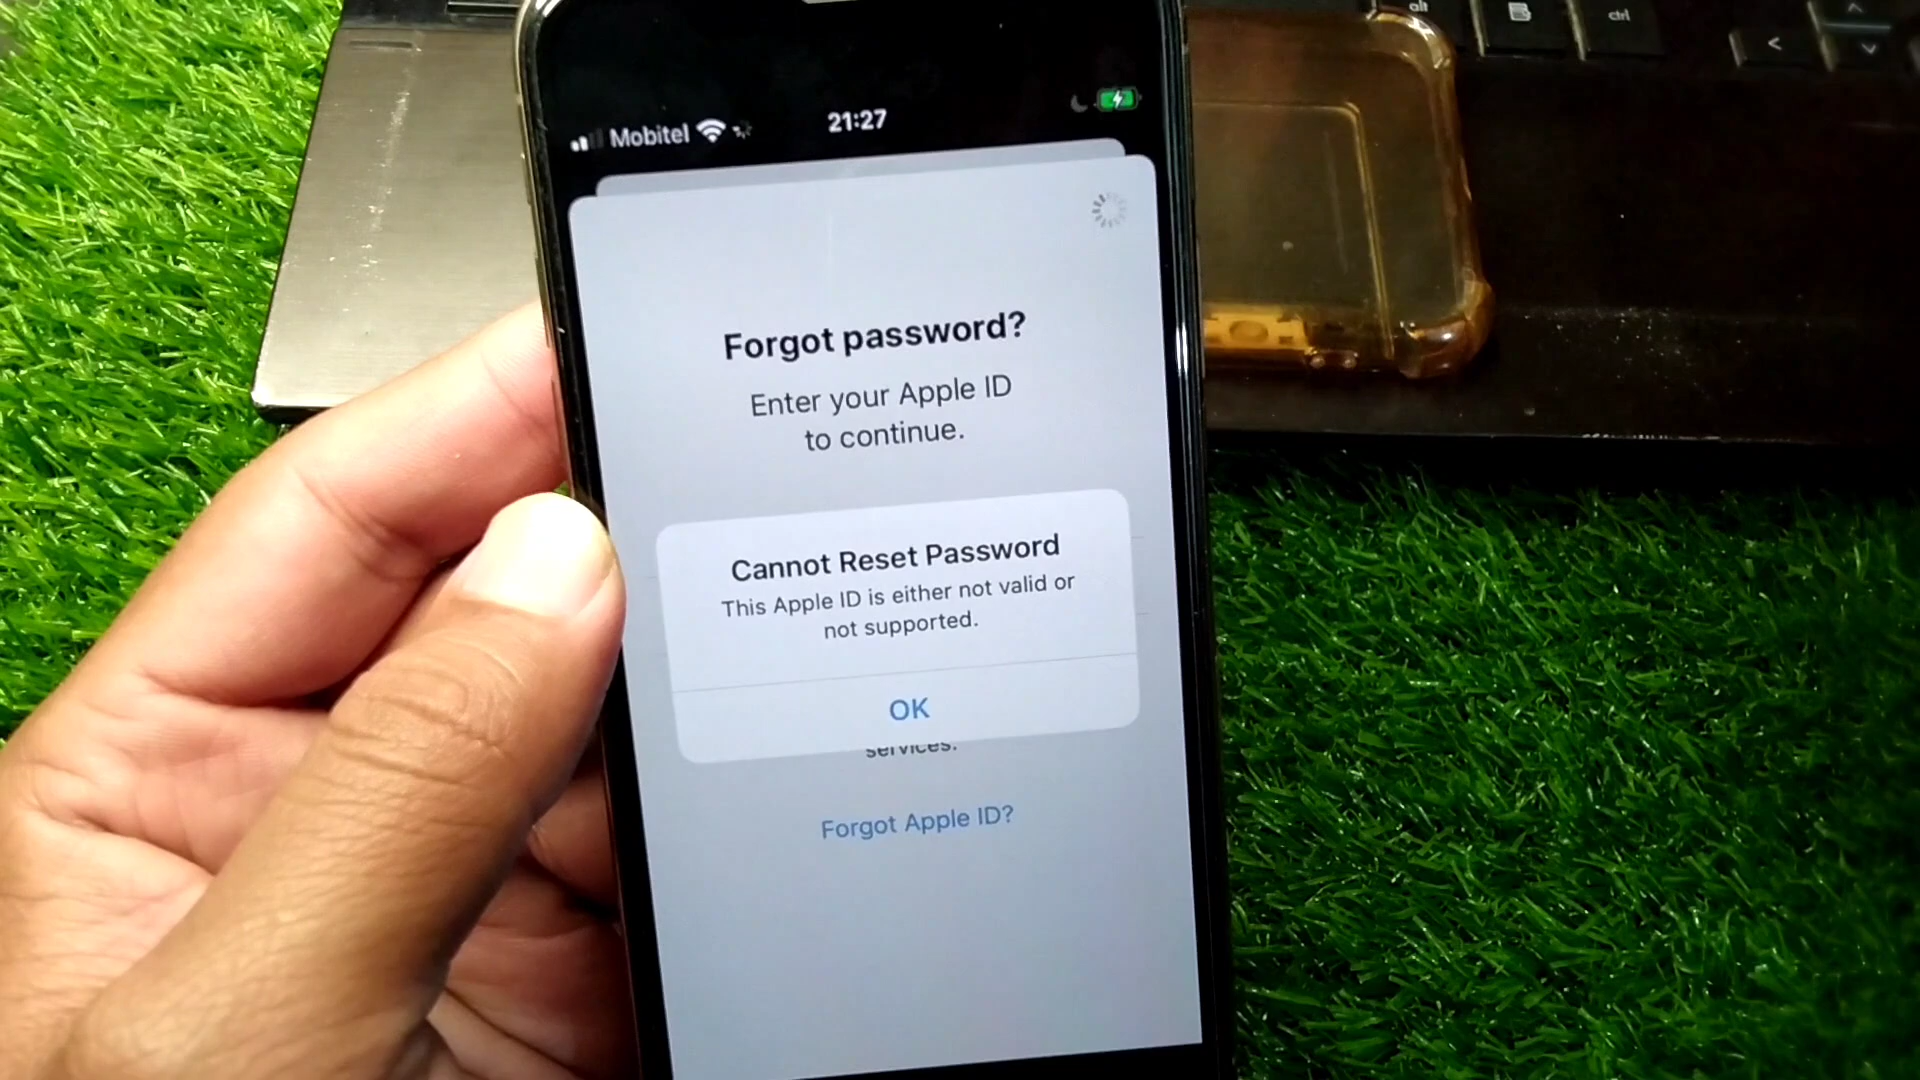 alt
ctrl
Mobitel
21:27
Forgot password?
Enter your Apple ID
to continue.
Cannot Reset Password
This Apple ID is either not valid or
not supported.
OK
services.
Forgot Apple ID?